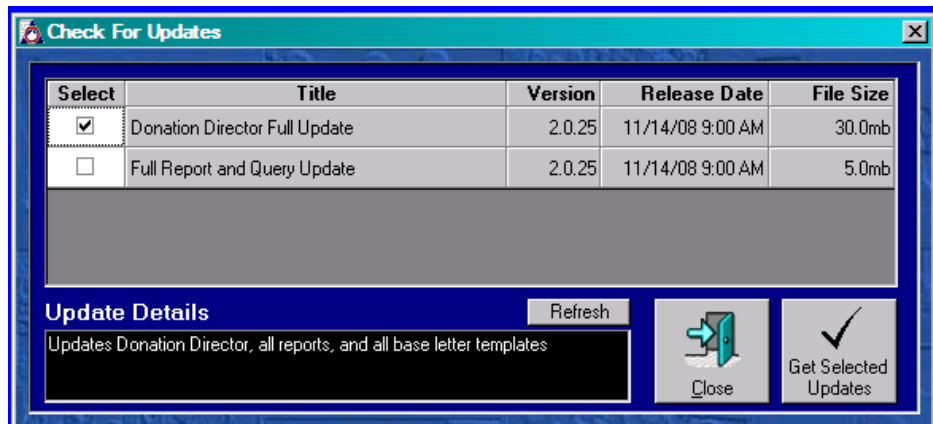 Check For Updates
Select Title Version Release Date File Size
Donation Director Full Update 2.0.25 11/14/08 9:00 AM 30.0mb
Full Report and Query Update 2.0.25 11/14/08 9:00 AM 5.0mb
Update Details Refresh
Updates Donation Director, all reports, and all base letter templates
Close
Get Selected
Updates